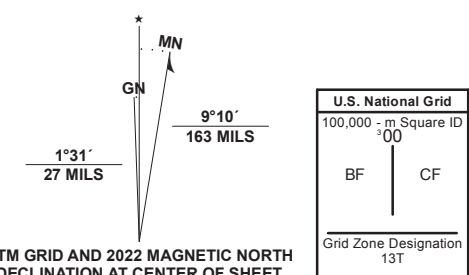 ★
MN
GN
9°10´
163 MILS
1°31´
27 MILS
TM GRID AND 2022 MAGNETIC NORTH
DECLINATION AT CENTER OF SHEET
U.S. National Grid
100,000 - m Square ID
³00
BF CF
Grid Zone Designation
13T